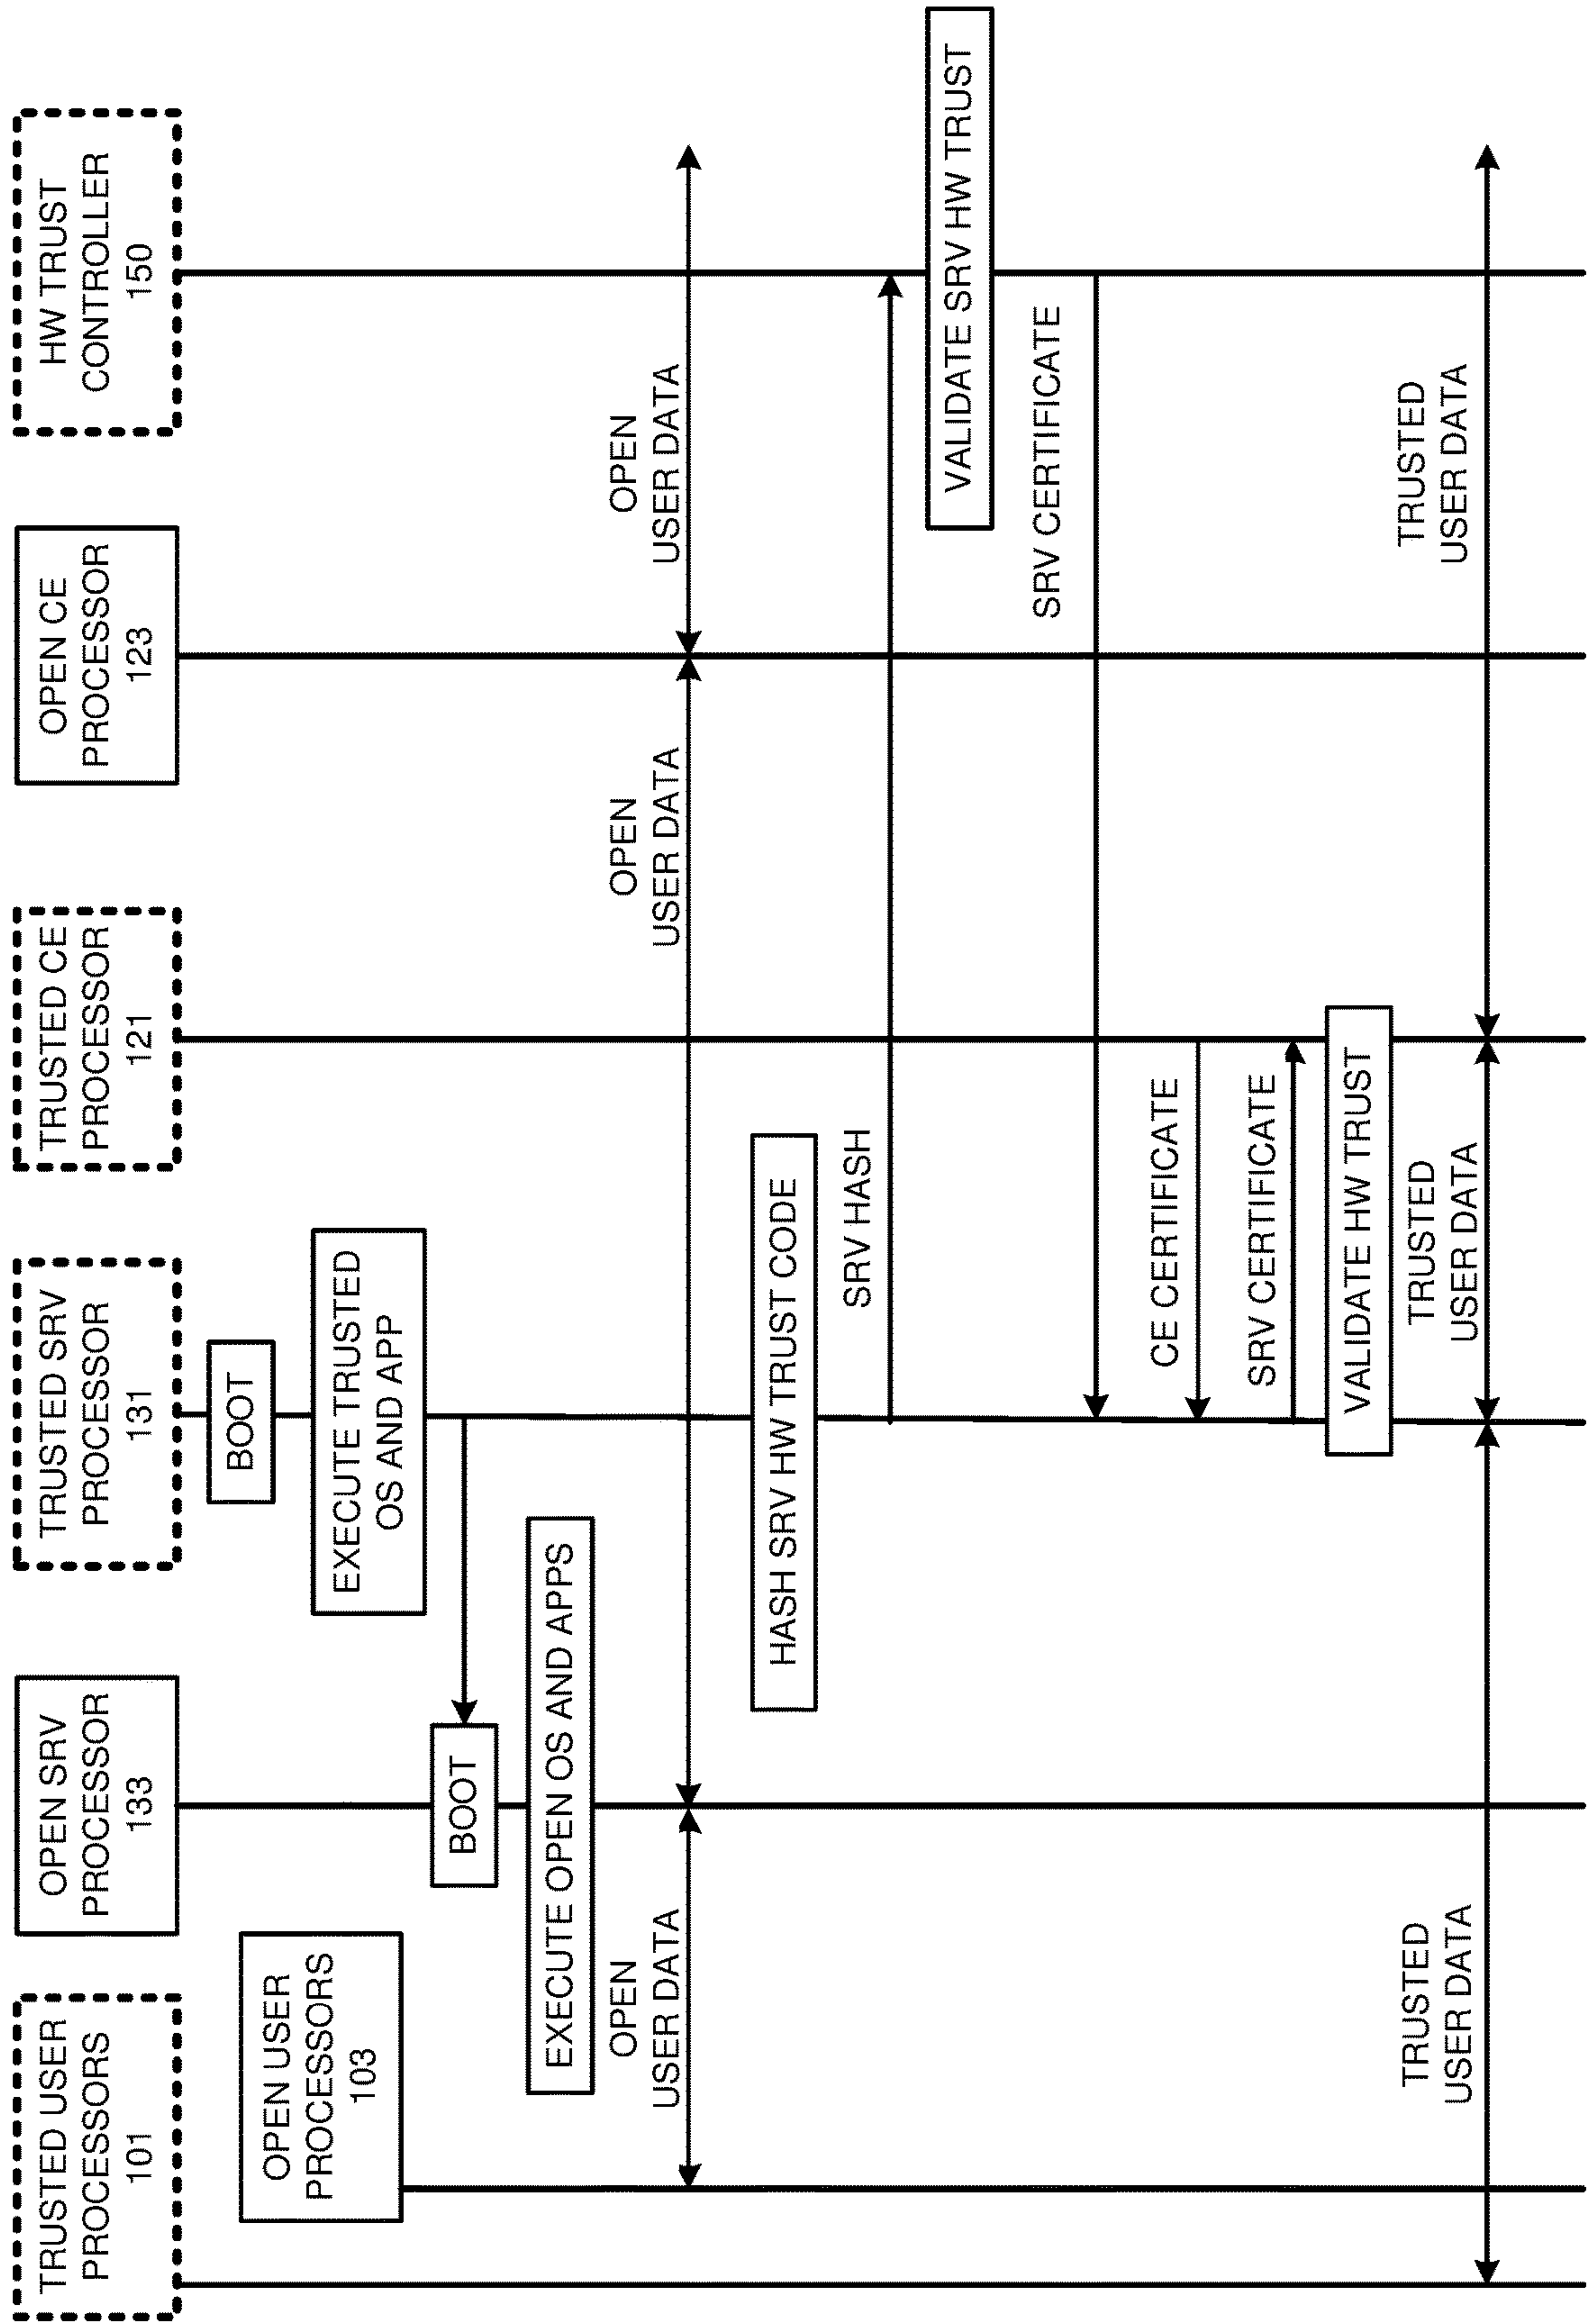 TRUSTED USER
PROCESSORS
101
OPEN USER
PROCESSORS
103
OPEN SRV
PROCESSOR
133
TRUSTED SRV
PROCESSOR
131
TRUSTED CE
PROCESSOR
121
OPEN CE
PROCESSOR
123
HW TRUST
CONTROLLER
150
BOOT
EXECUTE TRUSTED
OS AND APP
BOOT
EXECUTE OPEN OS AND APPS
OPEN
USER DATA
OPEN
USER DATA
OPEN
USER DATA
HASH SRV HW TRUST CODE
SRV HASH
VALIDATE SRV HW TRUST
SRV CERTIFICATE
CE CERTIFICATE
SRV CERTIFICATE
VALIDATE HW TRUST
TRUSTED
USER DATA
TRUSTED
USER DATA
TRUSTED
USER DATA